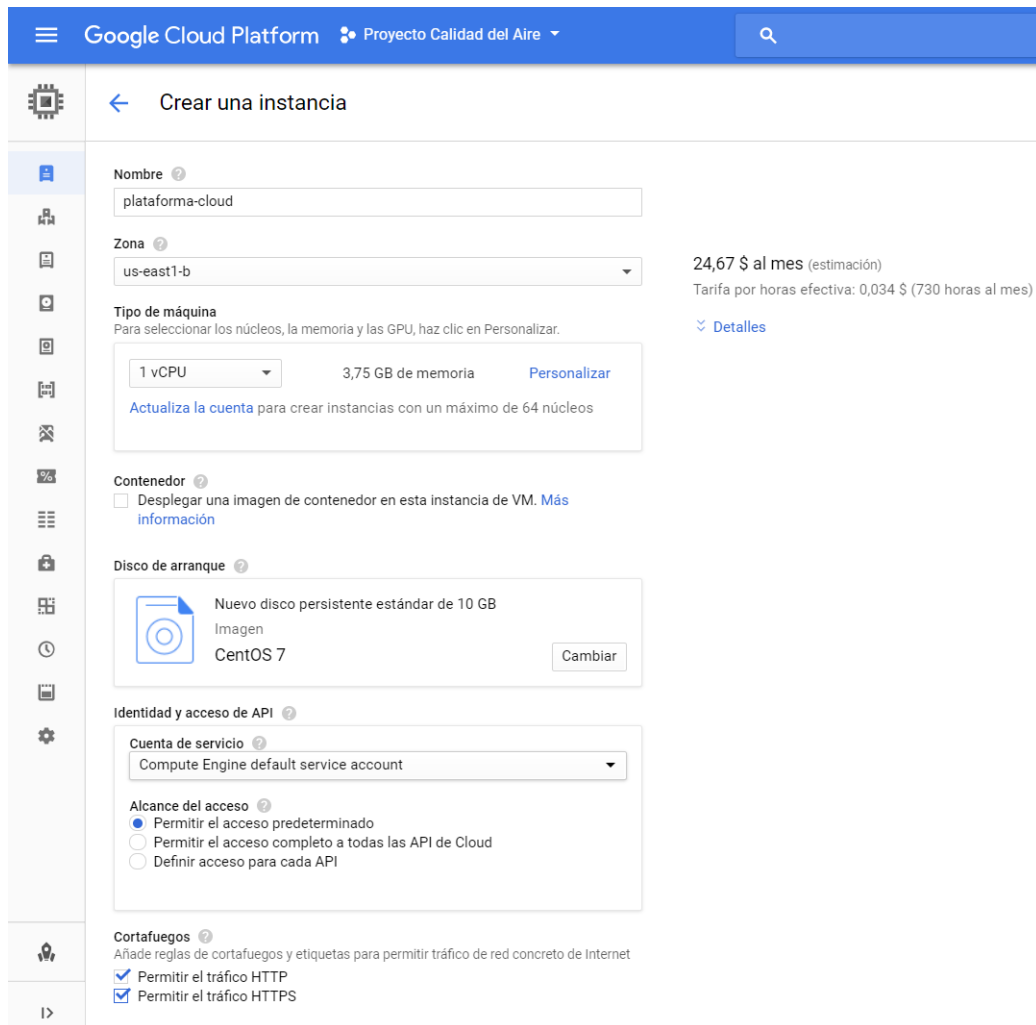 Google Cloud Platform Proyecto Calidad del Aire
Crear una instancia
Nombre
plataforma-cloud
Zona
us-east1-b
24,67 $ al mes (estimación)
Tarifa por horas efectiva: 0,034 $ (730 horas al mes)
Detalles
Tipo de máquina
Para seleccionar los núcleos, la memoria y las GPU, haz clic en Personalizar.
1 vCPU 3,75 GB de memoria Personalizar
Actualiza la cuenta para crear instancias con un máximo de 64 núcleos
Contenedor
Desplegar una imagen de contenedor en esta instancia de VM. Más
información
Disco de arranque
Nuevo disco persistente estándar de 10 GB
Imagen
CentOS 7
Cambiar
Identidad y acceso de API
Cuenta de servicio
Compute Engine default service account
Alcance del acceso
Permitir el acceso predeterminado
Permitir el acceso completo a todas las API de Cloud
Definir acceso para cada API
Cortafuegos
Añade reglas de cortafuegos y etiquetas para permitir tráfico de red concreto de Internet
Permitir el tráfico HTTP
Permitir el tráfico HTTPS